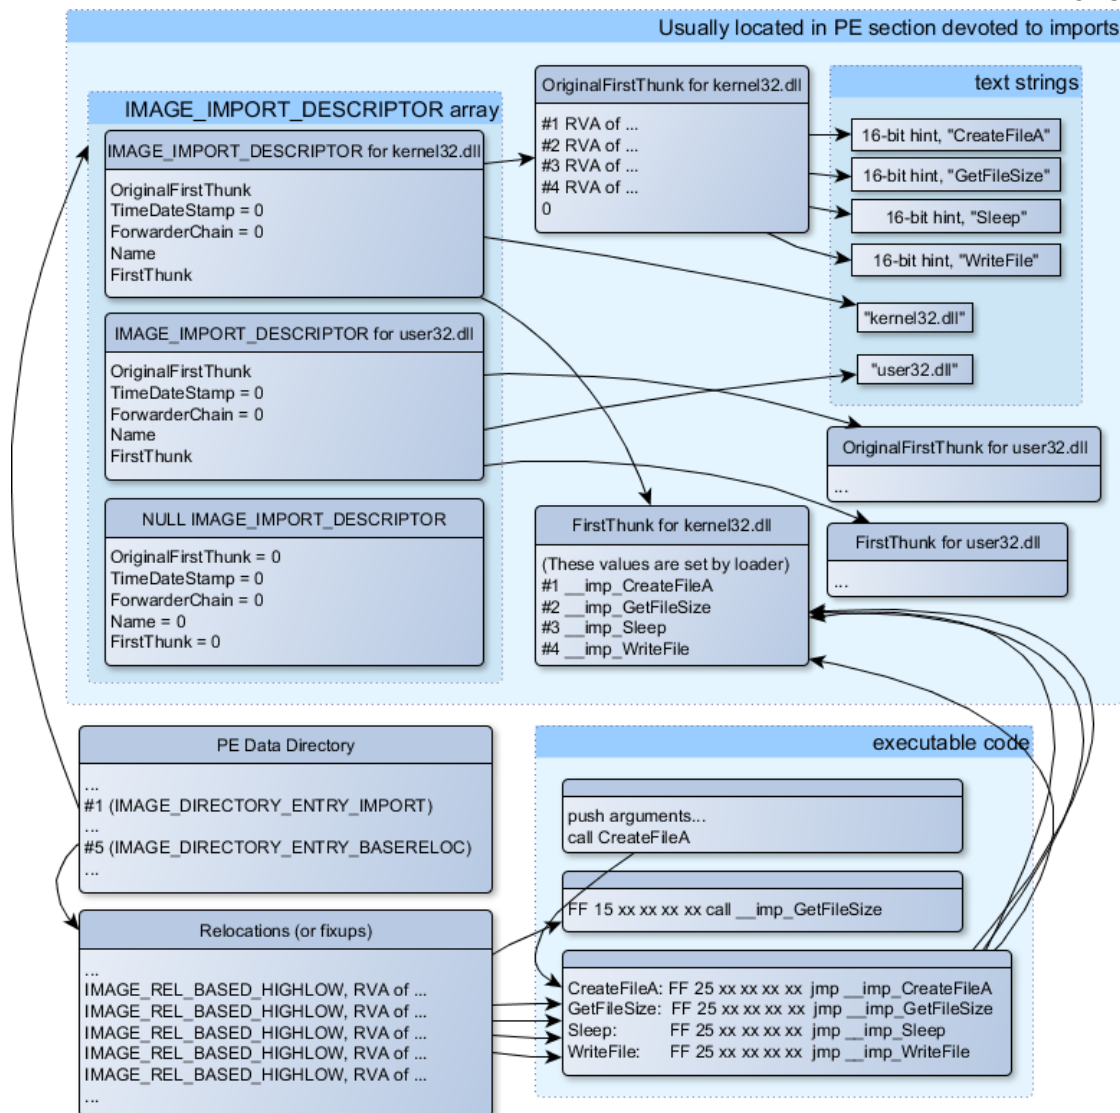 Usually located in PE section devoted to imports
IMAGE_IMPORT_DESCRIPTOR array
IMAGE_IMPORT_DESCRIPTOR for kernel32.dll
OriginalFirstThunk
TimeDateStamp = 0
ForwarderChain = 0
Name
FirstThunk
IMAGE_IMPORT_DESCRIPTOR for user32.dll
OriginalFirstThunk
TimeDateStamp = 0
ForwarderChain = 0
Name
FirstThunk
NULL IMAGE_IMPORT_DESCRIPTOR
OriginalFirstThunk = 0
TimeDateStamp = 0
ForwarderChain = 0
Name = 0
FirstThunk = 0
OriginalFirstThunk for kernel32.dll
#1 RVA of ...
#2 RVA of ...
#3 RVA of ...
#4 RVA of ...
0
text strings
16-bit hint, "CreateFileA"
16-bit hint, "GetFileSize"
16-bit hint, "Sleep"
16-bit hint, "WriteFile"
"kernel32.dll"
"user32.dll"
OriginalFirstThunk for user32.dll
...
FirstThunk for kernel32.dll
(These values are set by loader)
#1 __imp_CreateFileA
#2 __imp_GetFileSize
#3 __imp_Sleep
#4 __imp_WriteFile
FirstThunk for user32.dll
...
PE Data Directory
...
#1 (IMAGE_DIRECTORY_ENTRY_IMPORT)
...
#5 (IMAGE_DIRECTORY_ENTRY_BASERELOC)
...
Relocations (or fixups)
...
IMAGE_REL_BASED_HIGHLOW, RVA of ...
IMAGE_REL_BASED_HIGHLOW, RVA of ...
IMAGE_REL_BASED_HIGHLOW, RVA of ...
IMAGE_REL_BASED_HIGHLOW, RVA of ...
IMAGE_REL_BASED_HIGHLOW, RVA of ...
...
executable code
push arguments...
call CreateFileA
FF 15 xx xx xx xx call __imp_GetFileSize
CreateFileA: FF 25 xx xx xx xx jmp __imp_CreateFileA
GetFileSize: FF 25 xx xx xx xx jmp __imp_GetFileSize
Sleep: FF 25 xx xx xx xx jmp __imp_Sleep
WriteFile: FF 25 xx xx xx xx jmp __imp_WriteFile